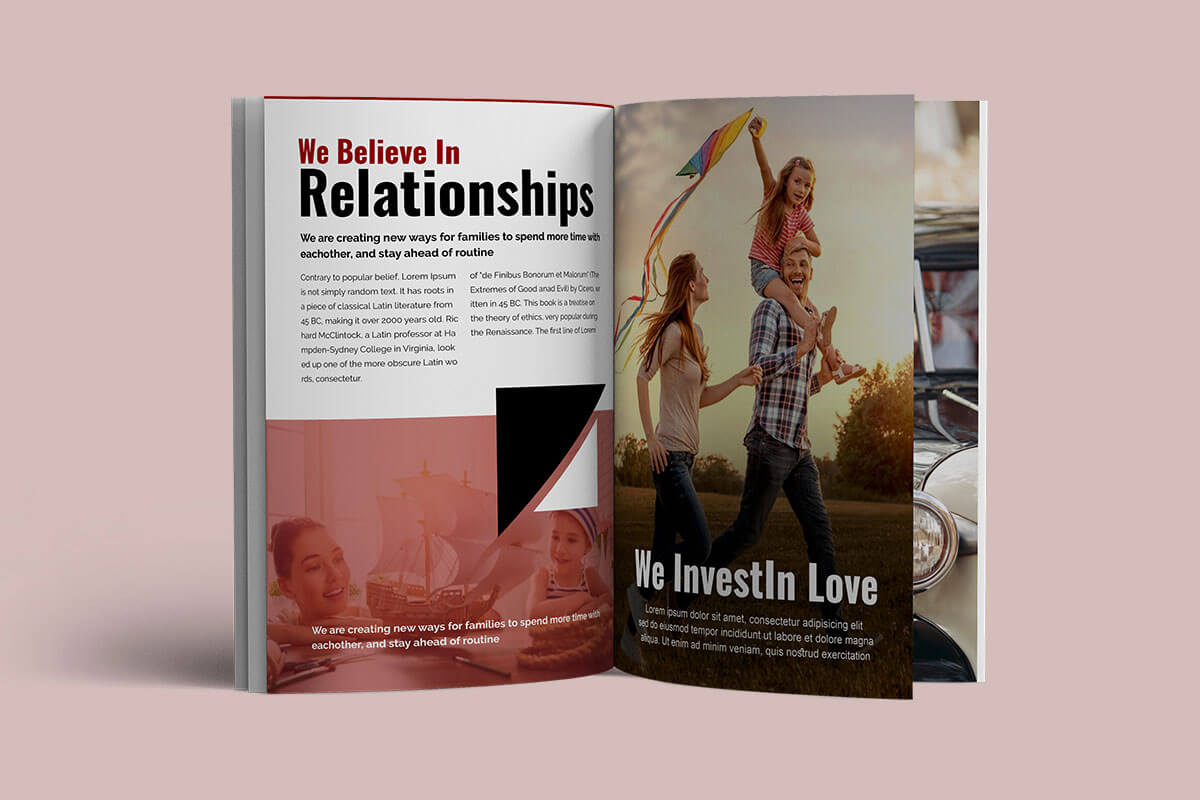 We Believe In
Relationships
We are creating new ways for families to spend more time with
eachother, and stay ahead of routine
Contrary to popular belief, Lorem Ipsum
is not simply random text. It has roots in
a piece of classical Latin literature from
45 BC, making it over 2000 years old. Ric
hard McClintock, a Latin professor at Ha
mpden-Sydney College in Virginia, look
ed up one of the more obscure Latin wo
rds, consectetur.
of "de Finibus Bonorum et Malorum" (The
Extremes of Good anad Evil) by Cicero, wr
itten in 45 BC. This book is a treatise on
the theory of ethics, very popular during
the Renaissance. The first line of Lorem
We are creating new ways for families to spend more time with
eachother, and stay ahead of routine
We InvestIn Love
Lorem ipsum dolor sit amet, consectetur adipisicing elit
sed do eiusmod tempor incididunt ut labore et dolore magna
aliqua. Ut enim ad minim veniam, quis nostrud exercitation